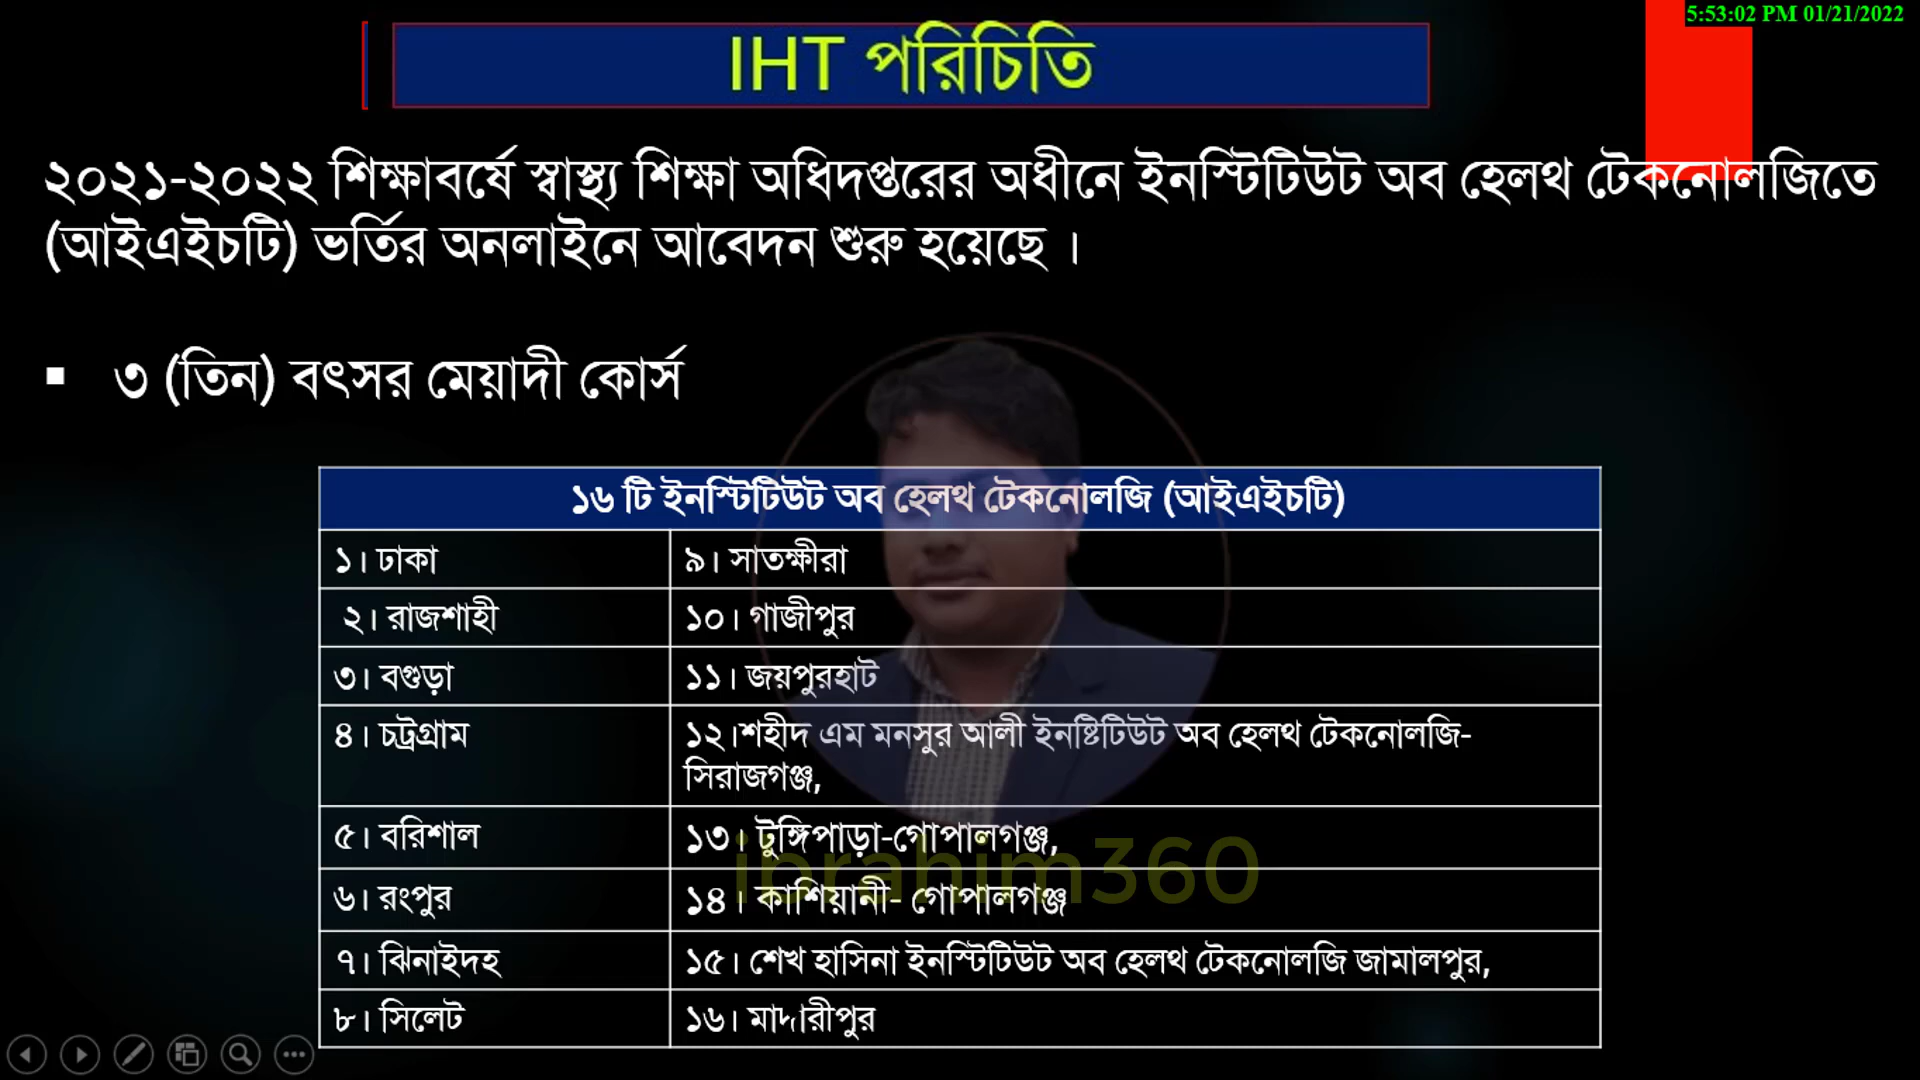 5:53:02 PM 01/21/2022
IHT পরিচিতি
২০২১-২০২২ শিক্ষাবর্ষে স্বাস্থ্য শিক্ষা অধিদপ্তরের অধীনে ইনস্টিটিউট অব হেলথ টেকনোলজিতে
(আইএইচটি) ভর্তির অনলাইনে আবেদন শুরু হয়েছে ।
▪ ৩ (তিন) বৎসর মেয়াদী কোর্স
১৬ টি ইনস্টিটিউট অব হেলথ টেকনোলজি (আইএইচটি)
১। ঢাকা ৯। সাতক্ষীরা
২। রাজশাহী ১০। গাজীপুর
৩। বগুড়া ১১। জয়পুরহাট
৪। চট্রগ্রাম ১২।শহীদ এম মনসুর আলী ইনষ্টিটিউট অব হেলথ টেকনোলজি-
সিরাজগঞ্জ,
৫। বরিশাল ১৩। টুঙ্গিপাড়া-গোপালগঞ্জ,
৬। রংপুর ১৪। কাশিয়ানী- গোপালগঞ্জ
৭। ঝিনাইদহ ১৫। শেখ হাসিনা ইনস্টিটিউট অব হেলথ টেকনোলজি জামালপুর,
৮। সিলেট ১৬। মাদারীপুর
ibrahim360